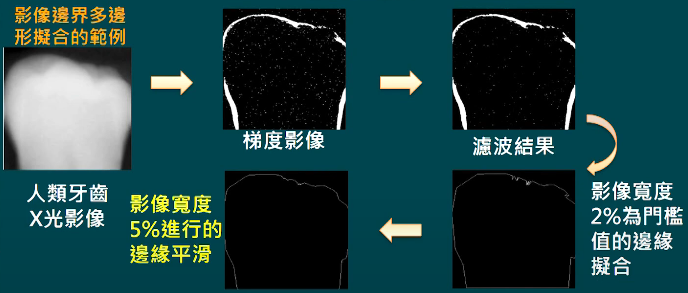 影像邊界多邊
形擬合的範例
人類牙齒
X光影像
梯度影像
濾波結果
影像寬度
2%為門檻
值的邊緣
擬合
影像寬度
5%進行的
邊緣平滑